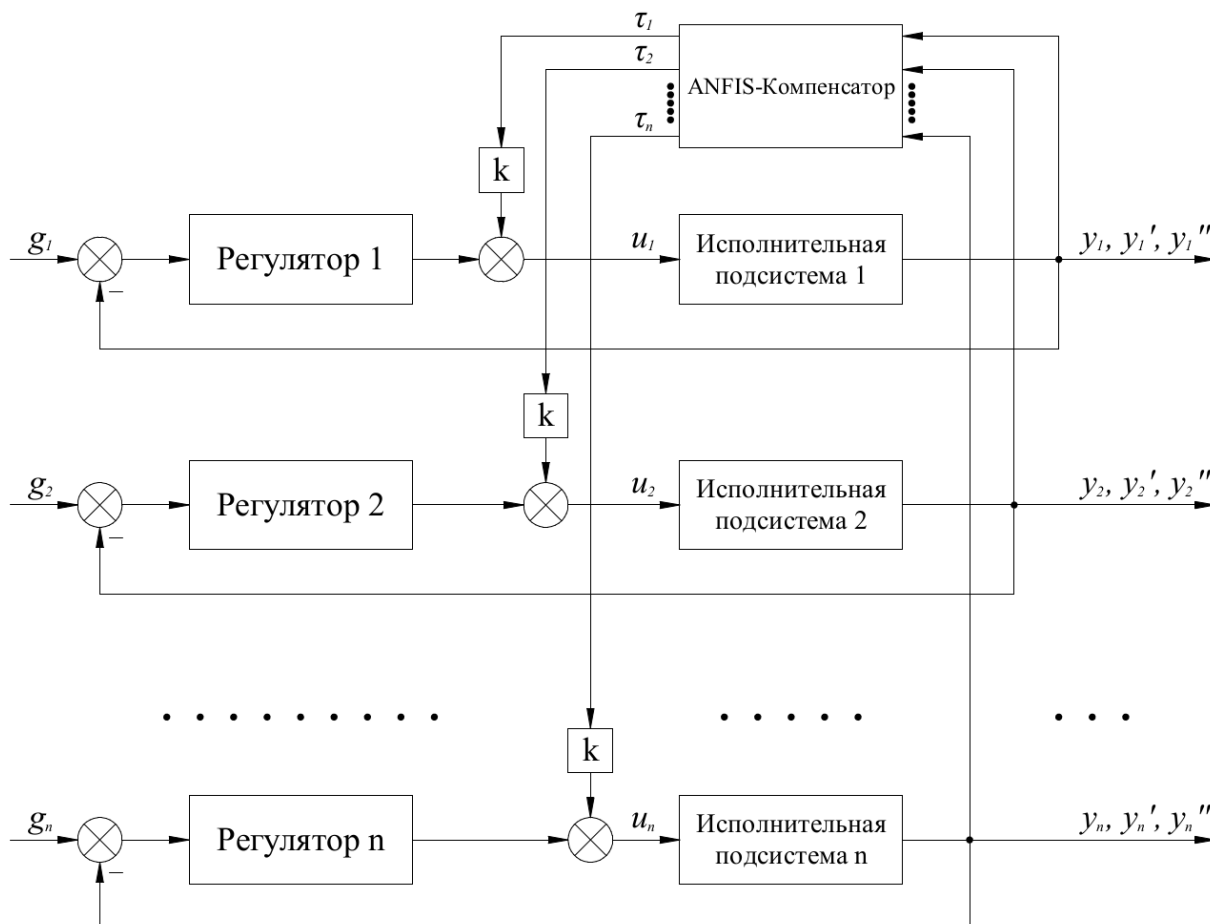 τ₁
τ₂
ANFIS-Компенсатор
τₙ
k
g₁
Регулятор 1
u₁
Исполнительная
подсистема 1
y₁, y₁′, y₁″
–
k
g₂
Регулятор 2
u₂
Исполнительная
подсистема 2
y₂, y₂′, y₂″
–
k
gₙ
Регулятор n
uₙ
Исполнительная
подсистема n
yₙ, yₙ′, yₙ″
–